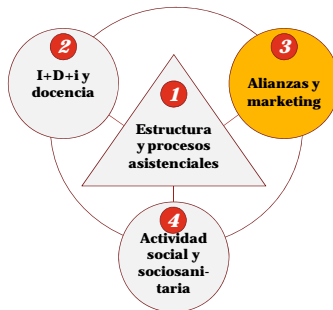 1
Estructura
y procesos
asistenciales
2
I+D+i y
docencia
3
Alianzas y
marketing
4
Actividad
social y
sociosani-
taria